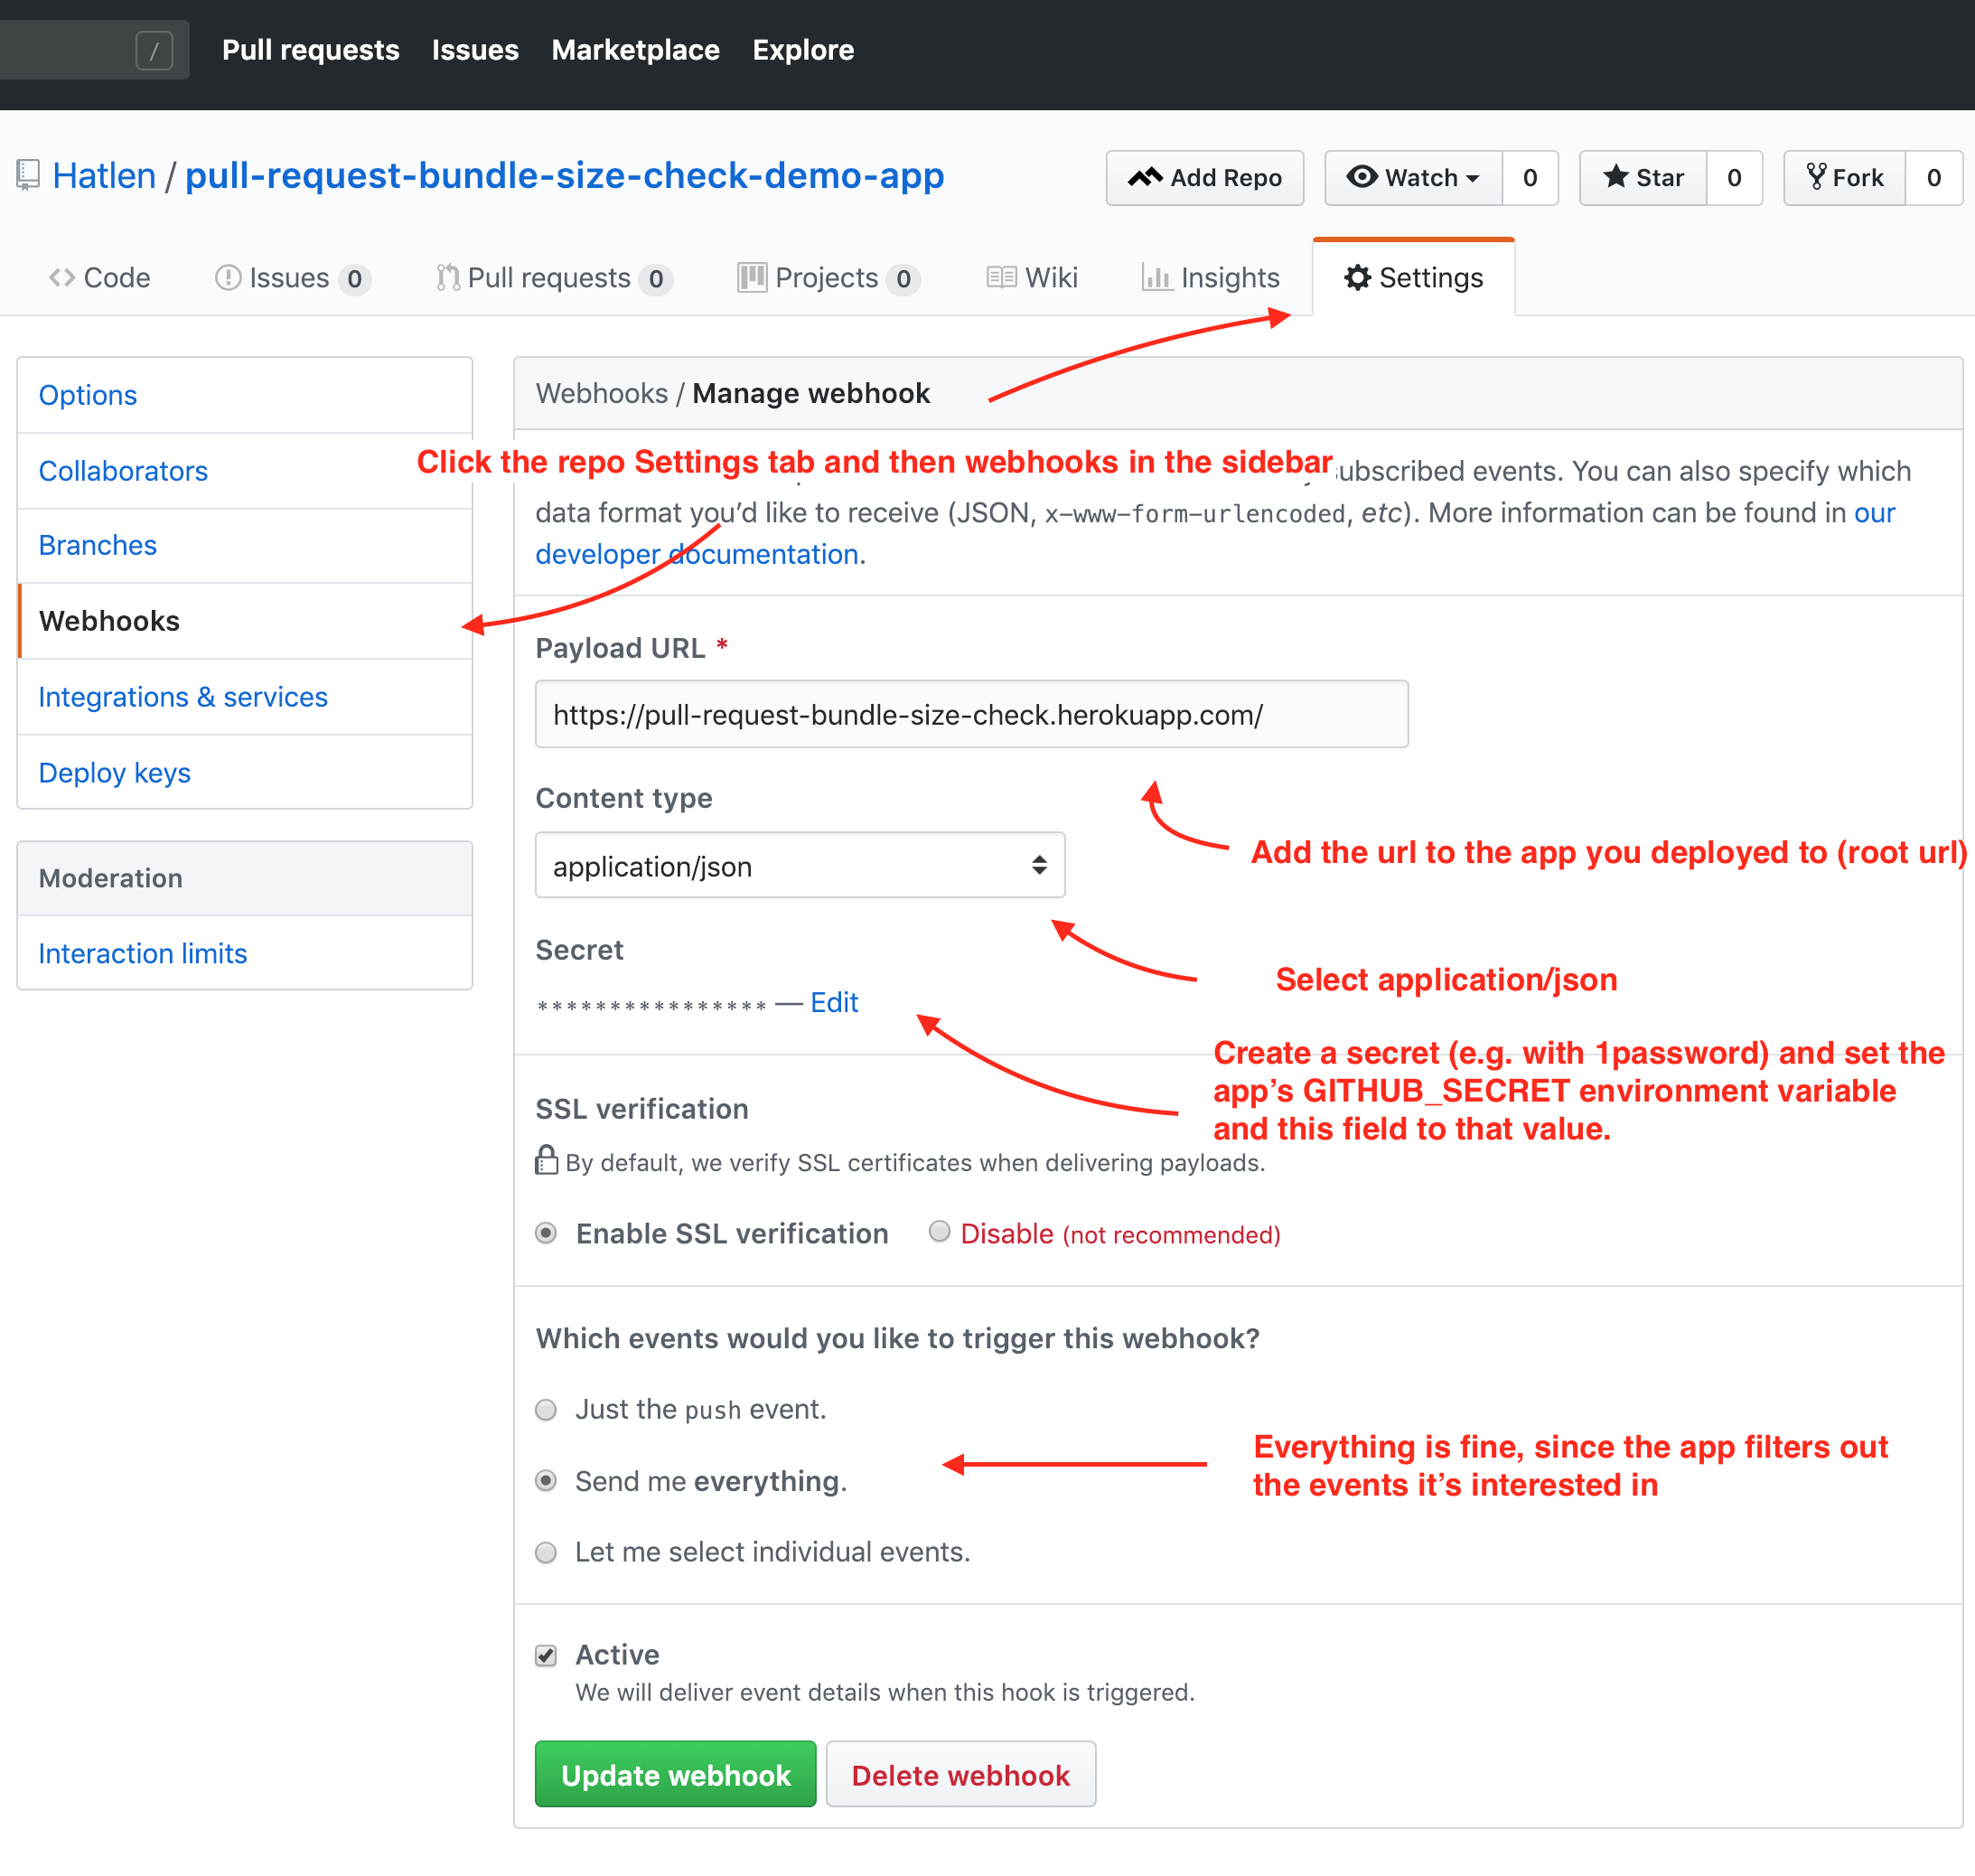 /
Pull requests Issues Marketplace Explore
Hatlen / pull-request-bundle-size-check-demo-app
Add Repo Watch 0 Star 0 Fork 0
Code Issues 0 Pull requests 0 Projects 0 Wiki Insights Settings
Options
Collaborators
Branches
Webhooks
Integrations & services
Deploy keys
Moderation
Interaction limits
Webhooks / Manage webhook
Click the repo Settings tab and then webhooks in the sidebar
ubscribed events. You can also specify which
data format you’d like to receive (JSON, x-www-form-urlencoded, etc). More information can be found in our
developer documentation.
Payload URL *
https://pull-request-bundle-size-check.herokuapp.com/
Add the url to the app you deployed to (root url)
Content type
application/json
Select application/json
Secret
**************** — Edit
Create a secret (e.g. with 1password) and set the
app’s GITHUB_SECRET environment variable
and this field to that value.
SSL verification
By default, we verify SSL certificates when delivering payloads.
Enable SSL verification Disable (not recommended)
Which events would you like to trigger this webhook?
Just the push event.
Send me everything.
Let me select individual events.
Everything is fine, since the app filters out
the events it’s interested in
Active
We will deliver event details when this hook is triggered.
Update webhook Delete webhook